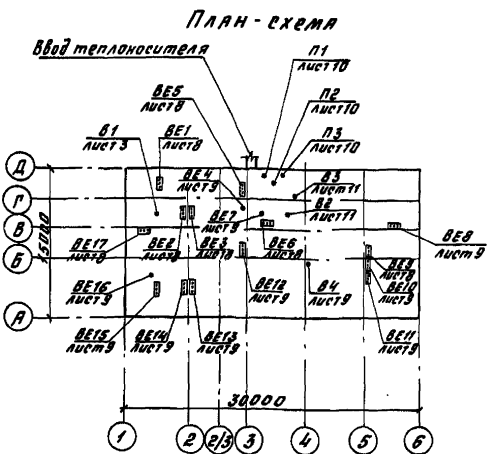 План-схема
Ввод теплоносителя
П1
лист 10
П2
лист 10
П3
лист 10
ВЕ5
лист 8
В1
лист 3
ВЕ1
лист 8
ВЕ4
лист 9
В3
лист 11
В2
лист 11
ВЕ7
лист 9
ВЕ6
лист 8
ВЕ8
лист 9
ВЕ17
лист 8
ВЕ2
лист 8
ВЕ3
лист 8
ВЕ9
лист 8
ВЕ10
лист 9
ВЕ16
лист 9
ВЕ12
лист 9
В4
лист 9
ВЕ15
лист 9
ВЕ14
лист 9
ВЕ13
лист 9
ВЕ11
лист 9
Д
Г
В
Б
А
15000
30000
1
2
2/3
3
4
5
6